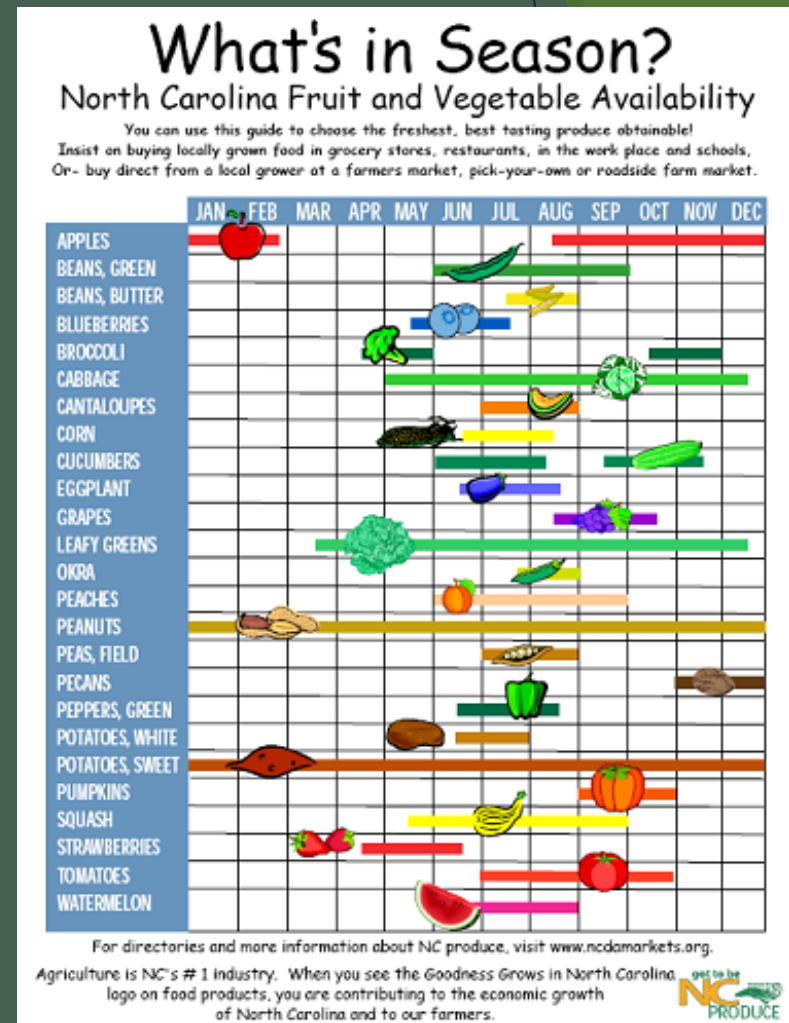 What's in Season?
North Carolina Fruit and Vegetable Availability
You can use this guide to choose the freshest, best tasting produce obtainable!
Insist on buying locally grown food in grocery stores, restaurants, in the work place and schools,
Or- buy direct from a local grower at a farmers market, pick-your-own or roadside farm market.
JAN FEB MAR APR MAY JUN JUL AUG SEP OCT NOV DEC
APPLES
BEANS, GREEN
BEANS, BUTTER
BLUEBERRIES
BROCCOLI
CABBAGE
CANTALOUPES
CORN
CUCUMBERS
EGGPLANT
GRAPES
LEAFY GREENS
OKRA
PEACHES
PEANUTS
PEAS, FIELD
PECANS
PEPPERS, GREEN
POTATOES, WHITE
POTATOES, SWEET
PUMPKINS
SQUASH
STRAWBERRIES
TOMATOES
WATERMELON
For directories and more information about NC produce, visit www.ncdamarkets.org.
Agriculture is NC's # 1 industry. When you see the Goodness Grows in North Carolina
logo on food products, you are contributing to the economic growth
of North Carolina and to our farmers.
got to be
NC
PRODUCE